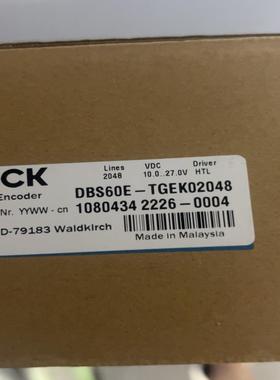 Lines VDC Driver
2048 10.0...27.0V HTL
CK
Encoder DBS60E-TGEK02048
Nr. YYWW - cn 1080434 2226-0004
D-79183 Waldkirch Made in Malaysia